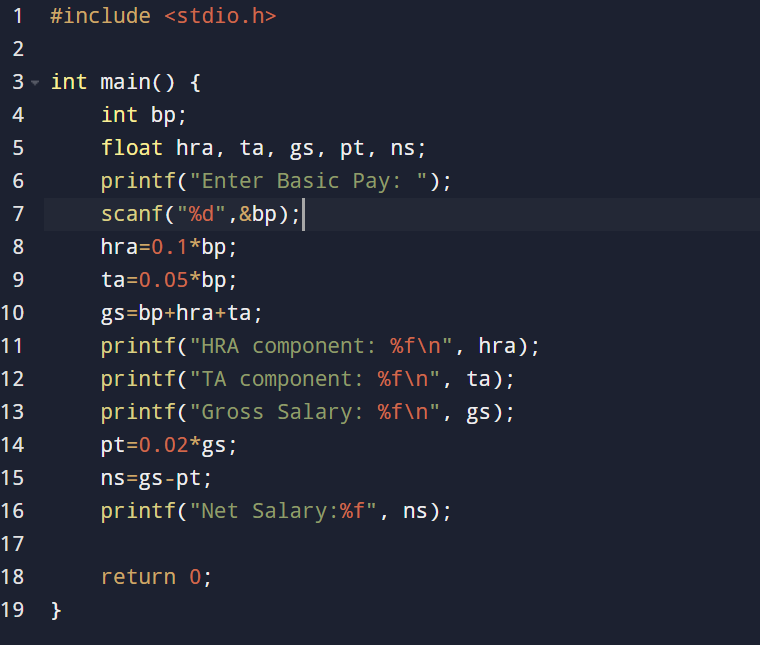 1 #include <stdio.h>
2
3 int main() {
4     int bp;
5     float hra, ta, gs, pt, ns;
6     printf("Enter Basic Pay: ");
7     scanf("%d",&bp);
8     hra=0.1*bp;
9     ta=0.05*bp;
10     gs=bp+hra+ta;
11     printf("HRA component: %f\n", hra);
12     printf("TA component: %f\n", ta);
13     printf("Gross Salary: %f\n", gs);
14     pt=0.02*gs;
15     ns=gs-pt;
16     printf("Net Salary:%f", ns);
17
18     return 0;
19 }